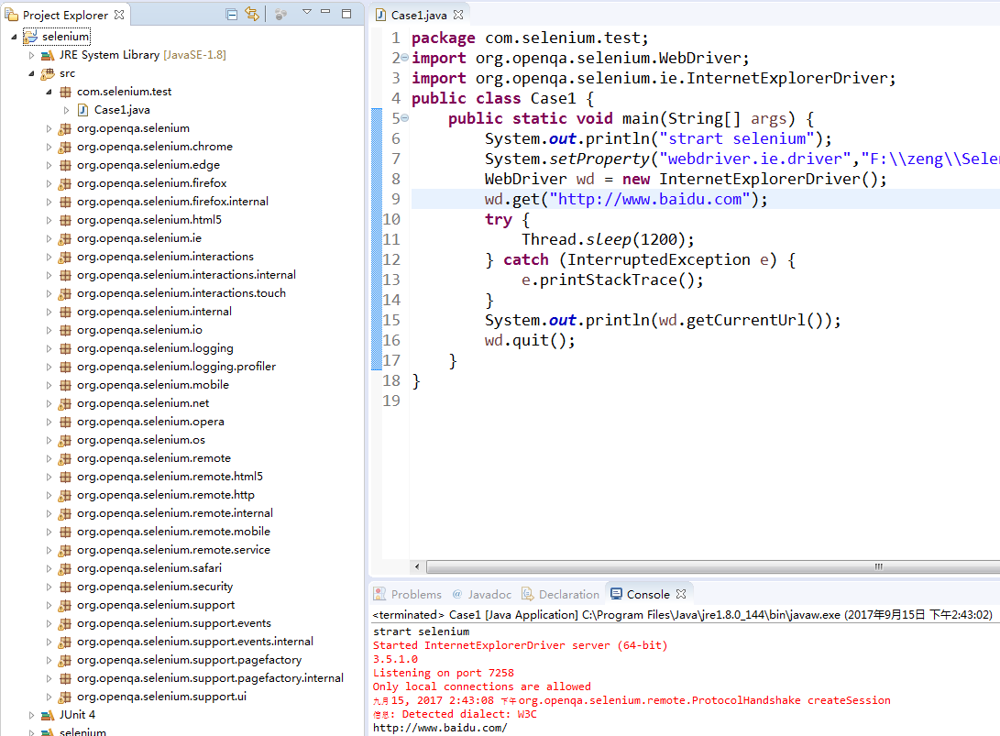 Project Explorer
selenium
JRE System Library [JavaSE-1.8]
src
com.selenium.test
Case1.java
org.openqa.selenium
org.openqa.selenium.chrome
org.openqa.selenium.edge
org.openqa.selenium.firefox
org.openqa.selenium.firefox.internal
org.openqa.selenium.html5
org.openqa.selenium.ie
org.openqa.selenium.interactions
org.openqa.selenium.interactions.internal
org.openqa.selenium.interactions.touch
org.openqa.selenium.internal
org.openqa.selenium.io
org.openqa.selenium.logging
org.openqa.selenium.logging.profiler
org.openqa.selenium.mobile
org.openqa.selenium.net
org.openqa.selenium.opera
org.openqa.selenium.os
org.openqa.selenium.remote
org.openqa.selenium.remote.html5
org.openqa.selenium.remote.http
org.openqa.selenium.remote.internal
org.openqa.selenium.remote.mobile
org.openqa.selenium.remote.service
org.openqa.selenium.safari
org.openqa.selenium.security
org.openqa.selenium.support
org.openqa.selenium.support.events
org.openqa.selenium.support.events.internal
org.openqa.selenium.support.pagefactory
org.openqa.selenium.support.pagefactory.internal
org.openqa.selenium.support.ui
JUnit 4
selenium
Case1.java
1 package com.selenium.test;
2 import org.openqa.selenium.WebDriver;
3 import org.openqa.selenium.ie.InternetExplorerDriver;
4 public class Case1 {
5     public static void main(String[] args) {
6         System.out.println("strart selenium");
7         System.setProperty("webdriver.ie.driver","F:\\zeng\\Sele
8         WebDriver wd = new InternetExplorerDriver();
9         wd.get("http://www.baidu.com");
10         try {
11             Thread.sleep(1200);
12         } catch (InterruptedException e) {
13             e.printStackTrace();
14         }
15         System.out.println(wd.getCurrentUrl());
16         wd.quit();
17     }
18 }
19
Problems @ Javadoc Declaration Console
<terminated> Case1 [Java Application] C:\Program Files\Java\jre1.8.0_144\bin\javaw.exe (2017年9月15日 下午2:43:02)
strart selenium
Started InternetExplorerDriver server (64-bit)
3.5.1.0
Listening on port 7258
Only local connections are allowed
九月 15, 2017 2:43:08 下午 org.openqa.selenium.remote.ProtocolHandshake createSession
信息: Detected dialect: W3C
http://www.baidu.com/